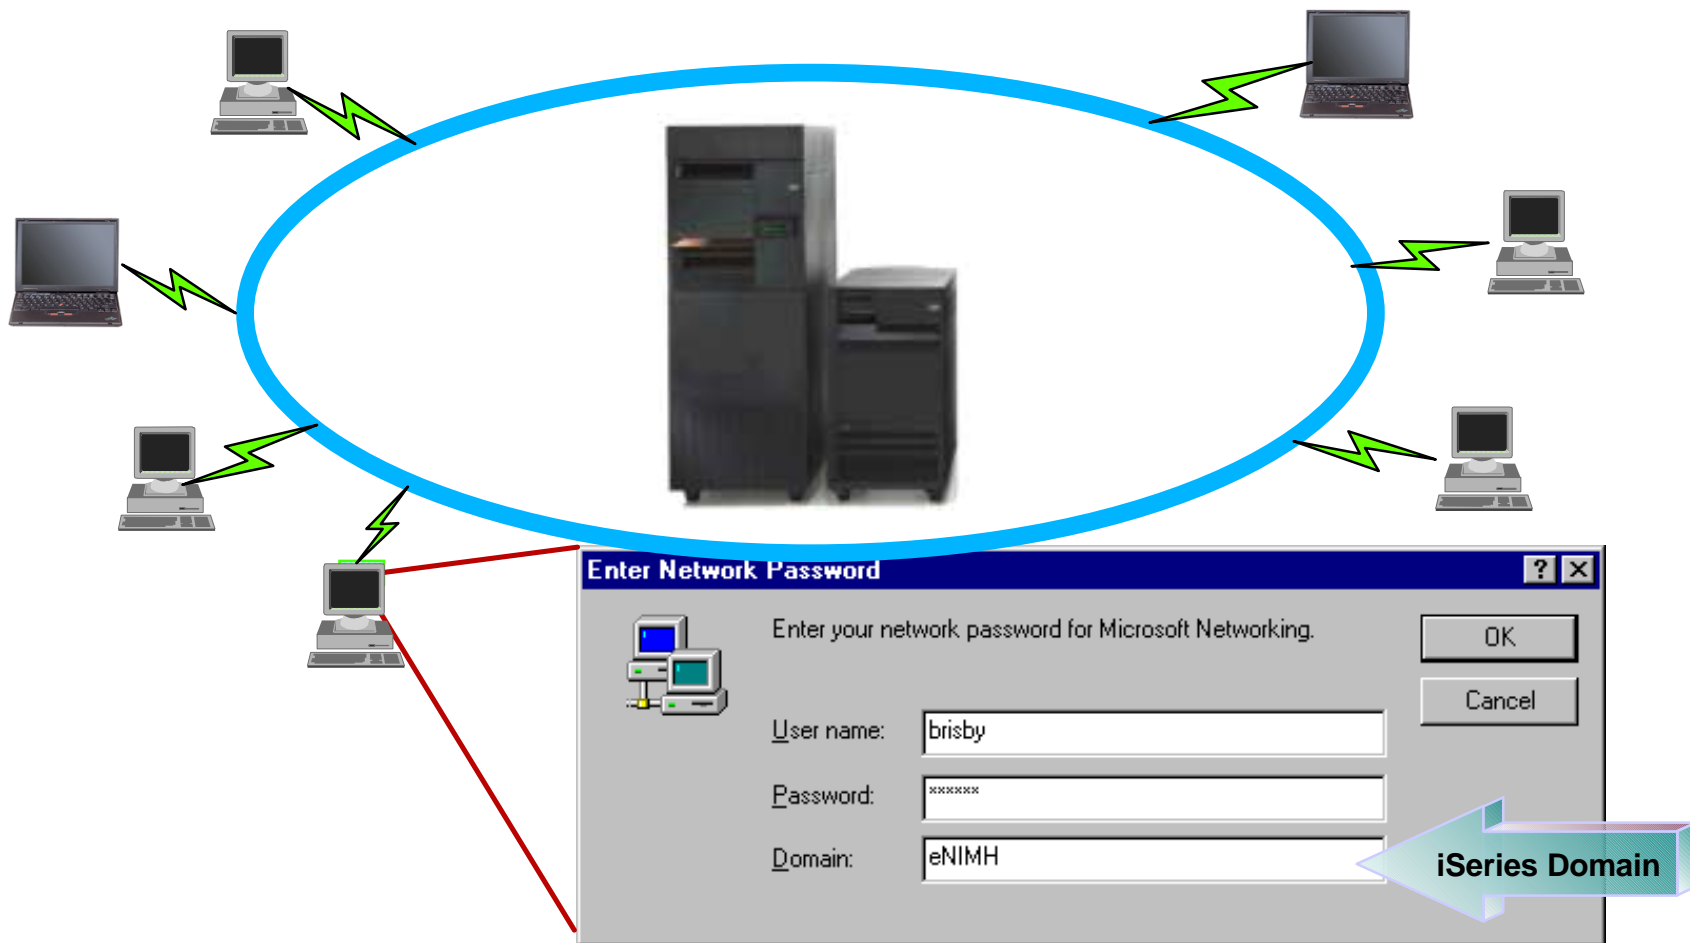 Enter Network Password
Enter your network password for Microsoft Networking.
OK
Cancel
User name: brisby
Password: ******
Domain: eNIMH
iSeries Domain